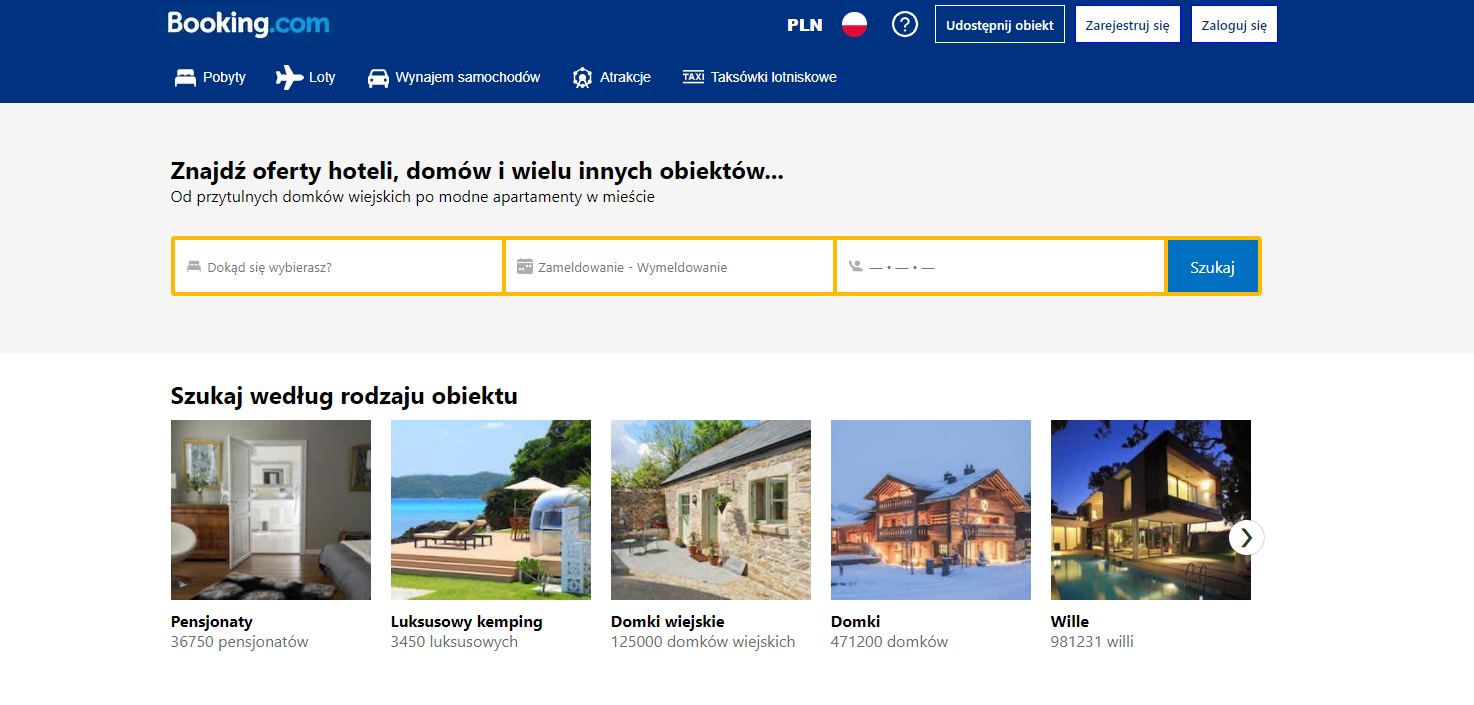 Booking.com
PLN
?
Udostępnij obiekt
Zarejestruj się
Zaloguj się
Pobyty
Loty
Wynajem samochodów
Atrakcje
TAXI Taksówki lotniskowe
Znajdź oferty hoteli, domów i wielu innych obiektów...
Od przytulnych domków wiejskich po modne apartamenty w mieście
Dokąd się wybierasz?
Zameldowanie - Wymeldowanie
— • — • —
Szukaj
Szukaj według rodzaju obiektu
Pensjonaty
36750 pensjonatów
Luksusowy kemping
3450 luksusowych
Domki wiejskie
125000 domków wiejskich
Domki
471200 domków
Wille
981231 willi